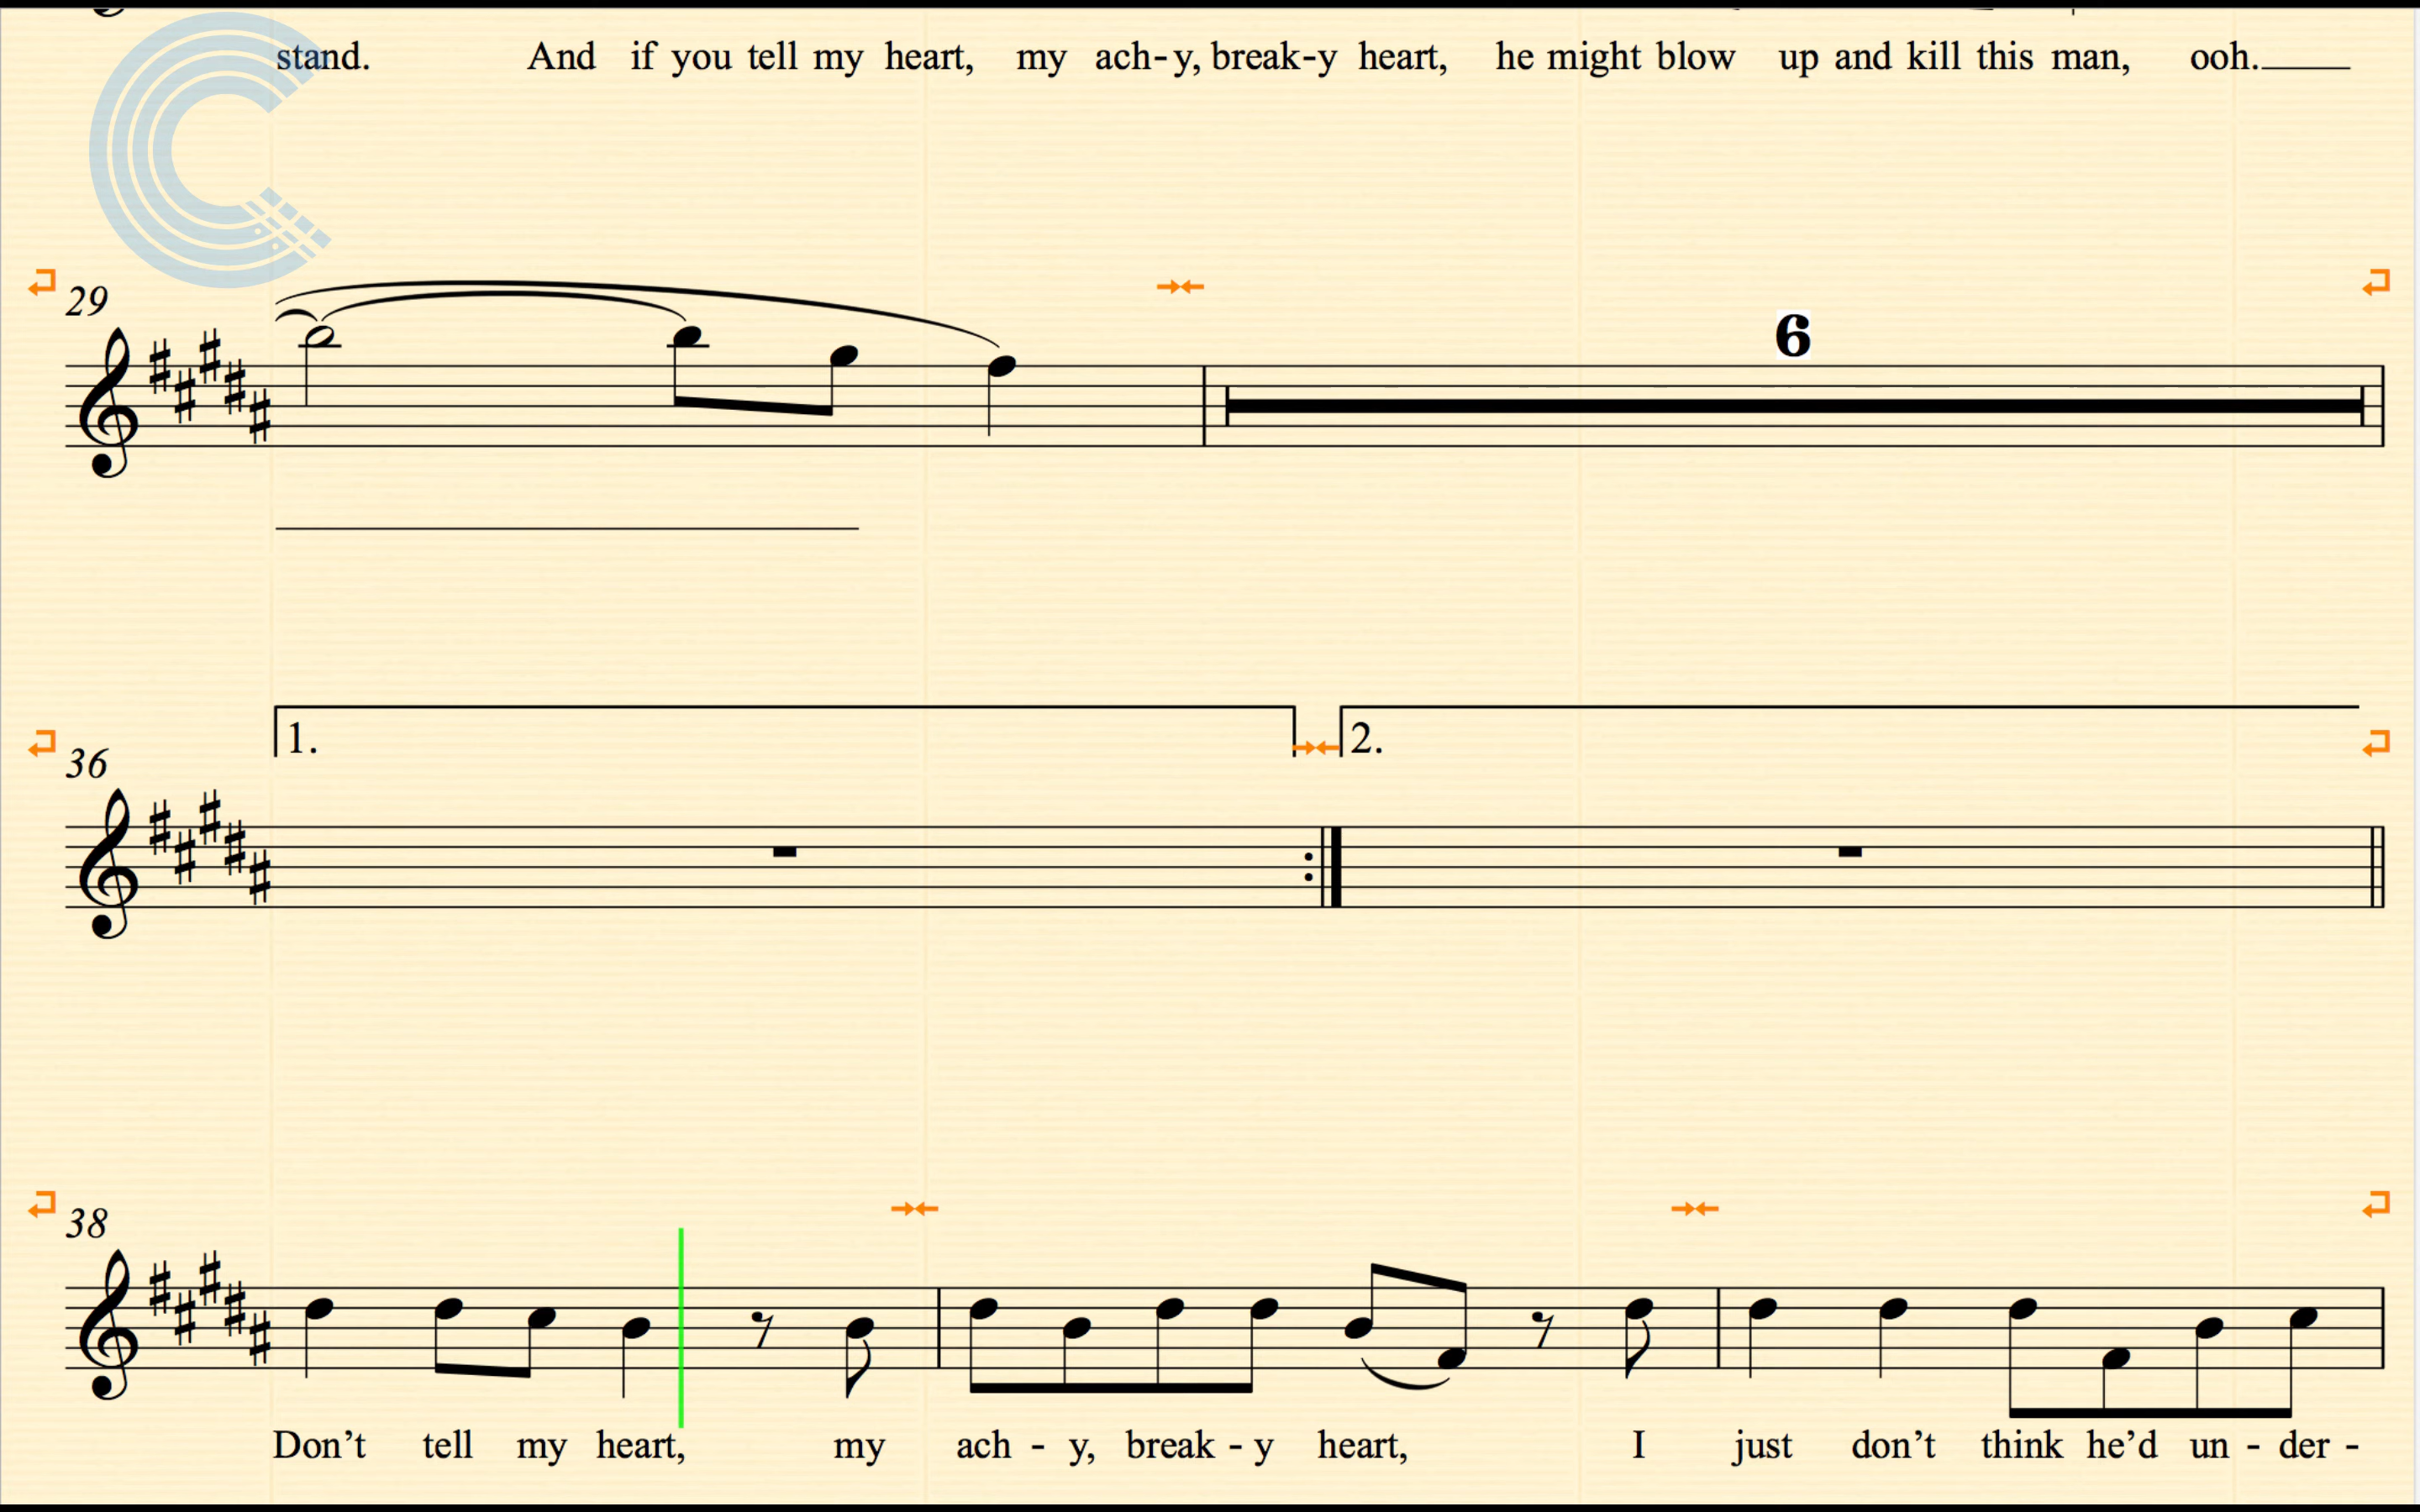 stand. And if you tell my heart, my ach-y, break-y heart, he might blow up and kill this man, ooh.
29
6
1. 2.
36
38
Don't tell my heart, my ach - y, break - y heart, I just don't think he'd un - der -